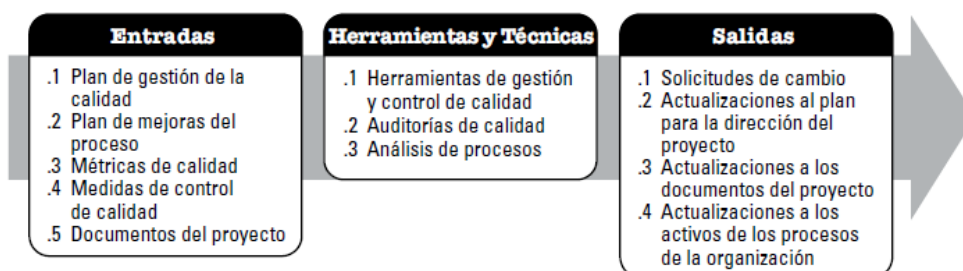 Entradas
.1 Plan de gestión de la
calidad
.2 Plan de mejoras del
proceso
.3 Métricas de calidad
.4 Medidas de control
de calidad
.5 Documentos del proyecto
Herramientas y Técnicas
.1 Herramientas de gestión
y control de calidad
.2 Auditorías de calidad
.3 Análisis de procesos
Salidas
.1 Solicitudes de cambio
.2 Actualizaciones al plan
para la dirección del
proyecto
.3 Actualizaciones a los
documentos del proyecto
.4 Actualizaciones a los
activos de los procesos
de la organización